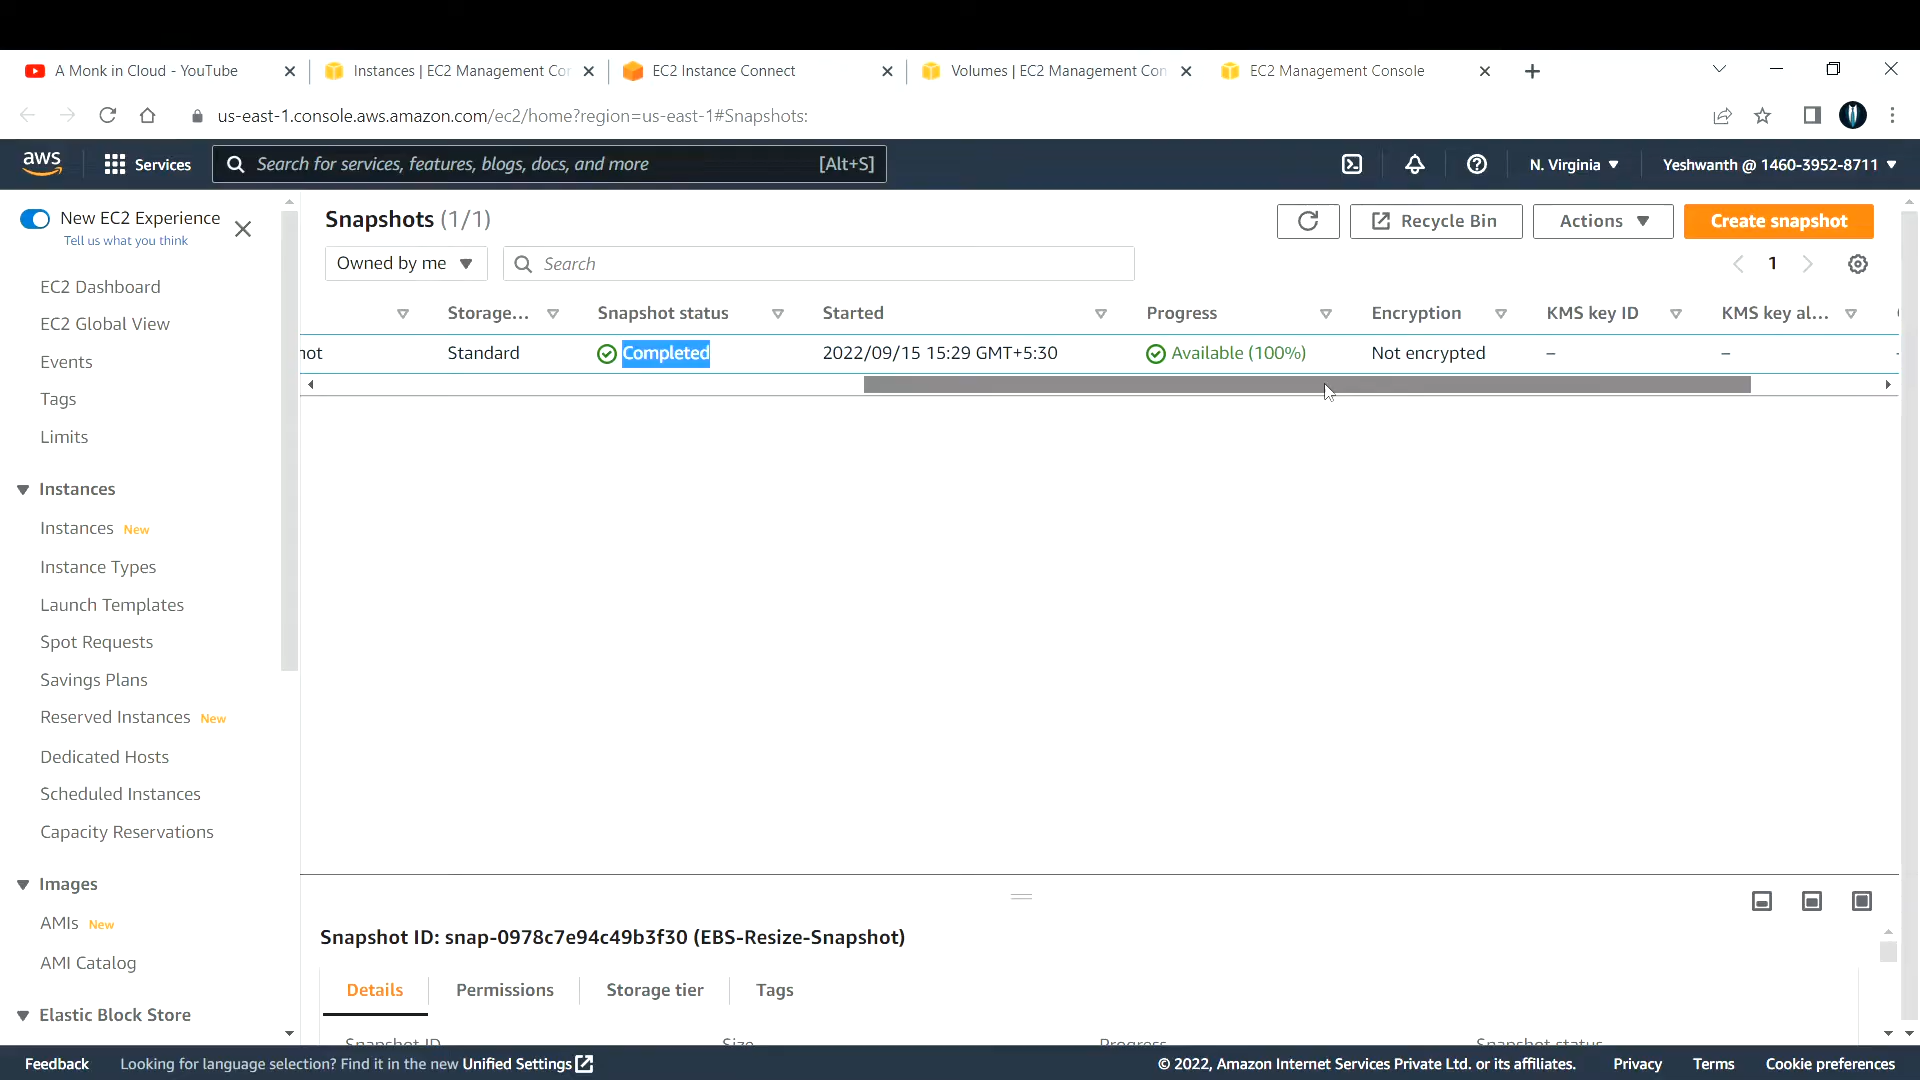 A Monk in Cloud - YouTube
Instances | EC2 Management Cor
EC2 Instance Connect
Volumes | EC2 Management Con
EC2 Management Console
us-east-1.console.aws.amazon.com/ec2/home?region=us-east-1#Snapshots:
aws
Services
Search for services, features, blogs, docs, and more
[Alt+S]
N. Virginia
Yeshwanth @ 1460-3952-8711
New EC2 Experience
Tell us what you think
EC2 Dashboard
EC2 Global View
Events
Tags
Limits
Instances
Instances New
Instance Types
Launch Templates
Spot Requests
Savings Plans
Reserved Instances New
Dedicated Hosts
Scheduled Instances
Capacity Reservations
Images
AMIs New
AMI Catalog
Elastic Block Store
Snapshots (1/1)
Recycle Bin
Actions
Create snapshot
Owned by me
Search
1
Storage... Snapshot status Started Progress Encryption KMS key ID KMS key al...
not Standard Completed 2022/09/15 15:29 GMT+5:30 Available (100%) Not encrypted – –
Snapshot ID: snap-0978c7e94c49b3f30 (EBS-Resize-Snapshot)
Details Permissions Storage tier Tags
Snapshot ID Size Progress Snapshot status
Feedback
Looking for language selection? Find it in the new Unified Settings
© 2022, Amazon Internet Services Private Ltd. or its affiliates.
Privacy
Terms
Cookie preferences